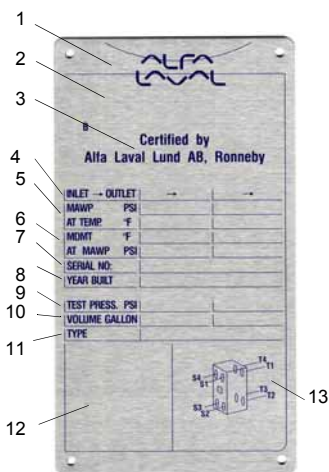 1
ALFA
2
LAVAL
3
B
Certified by
Alfa Laval Lund AB, Ronneby
4
INLET → OUTLET → →
5
MAWP PSI
AT TEMP. °F
6
MDMT °F
7
AT MAWP PSI
SERIAL NO:
8
YEAR BUILT
9
TEST PRESS. PSI
10
VOLUME GALLON
11
TYPE
12
S4
S1
T4
T1
S3
S2
T3
T2
13